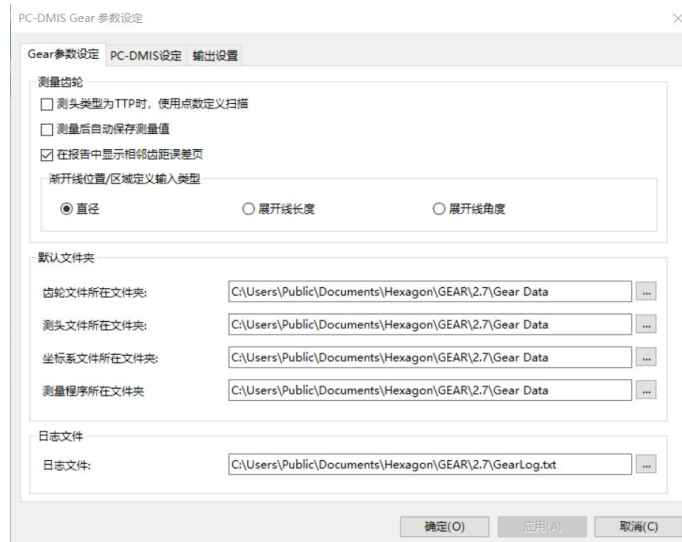 PC-DMIS Gear 参数设定
Gear参数设定 PC-DMIS设定 输出设置
测量齿轮
测头类型为TTP时，使用点数定义扫描
测量后自动保存测量值
在报告中显示相邻齿距误差页
渐开线位置/区域定义输入类型
直径 展开线长度 展开线角度
默认文件夹
齿轮文件所在文件夹: C:\Users\Public\Documents\Hexagon\GEAR\2.7\Gear Data ...
测头文件所在文件夹: C:\Users\Public\Documents\Hexagon\GEAR\2.7\Gear Data ...
坐标系文件所在文件夹: C:\Users\Public\Documents\Hexagon\GEAR\2.7\Gear Data ...
测量程序所在文件夹 C:\Users\Public\Documents\Hexagon\GEAR\2.7\Gear Data ...
日志文件
日志文件: C:\Users\Public\Documents\Hexagon\GEAR\2.7\GearLog.txt ...
确定(O) 应用(A) 取消(C)